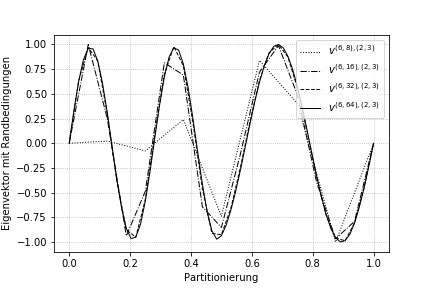 1.00
0.75
0.50
0.25
0.00
−0.25
−0.50
−0.75
−1.00
Eigenvektor mit Randbedingungen
v(6, 8), (2, 3)
v(6, 16), (2, 3)
v(6, 32), (2, 3)
v(6, 64), (2, 3)
0.0 0.2 0.4 0.6 0.8 1.0
Partitionierung